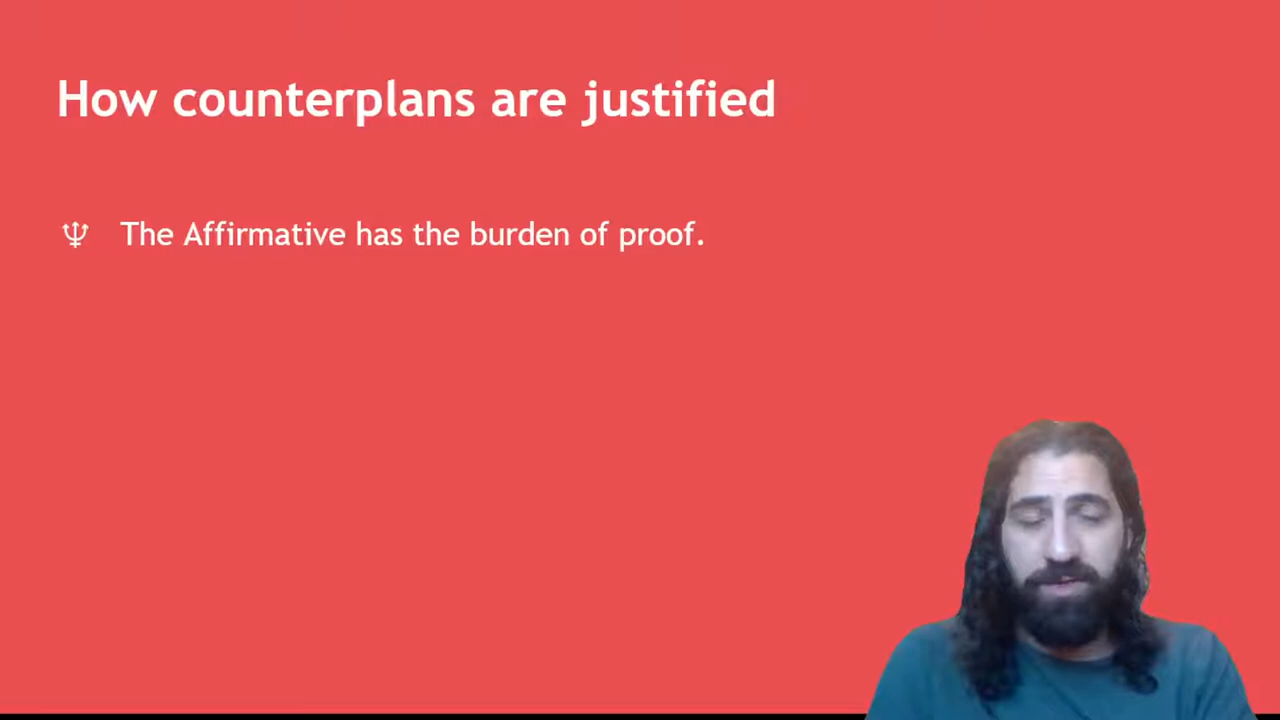 How counterplans are justified
♆ The Affirmative has the burden of proof.